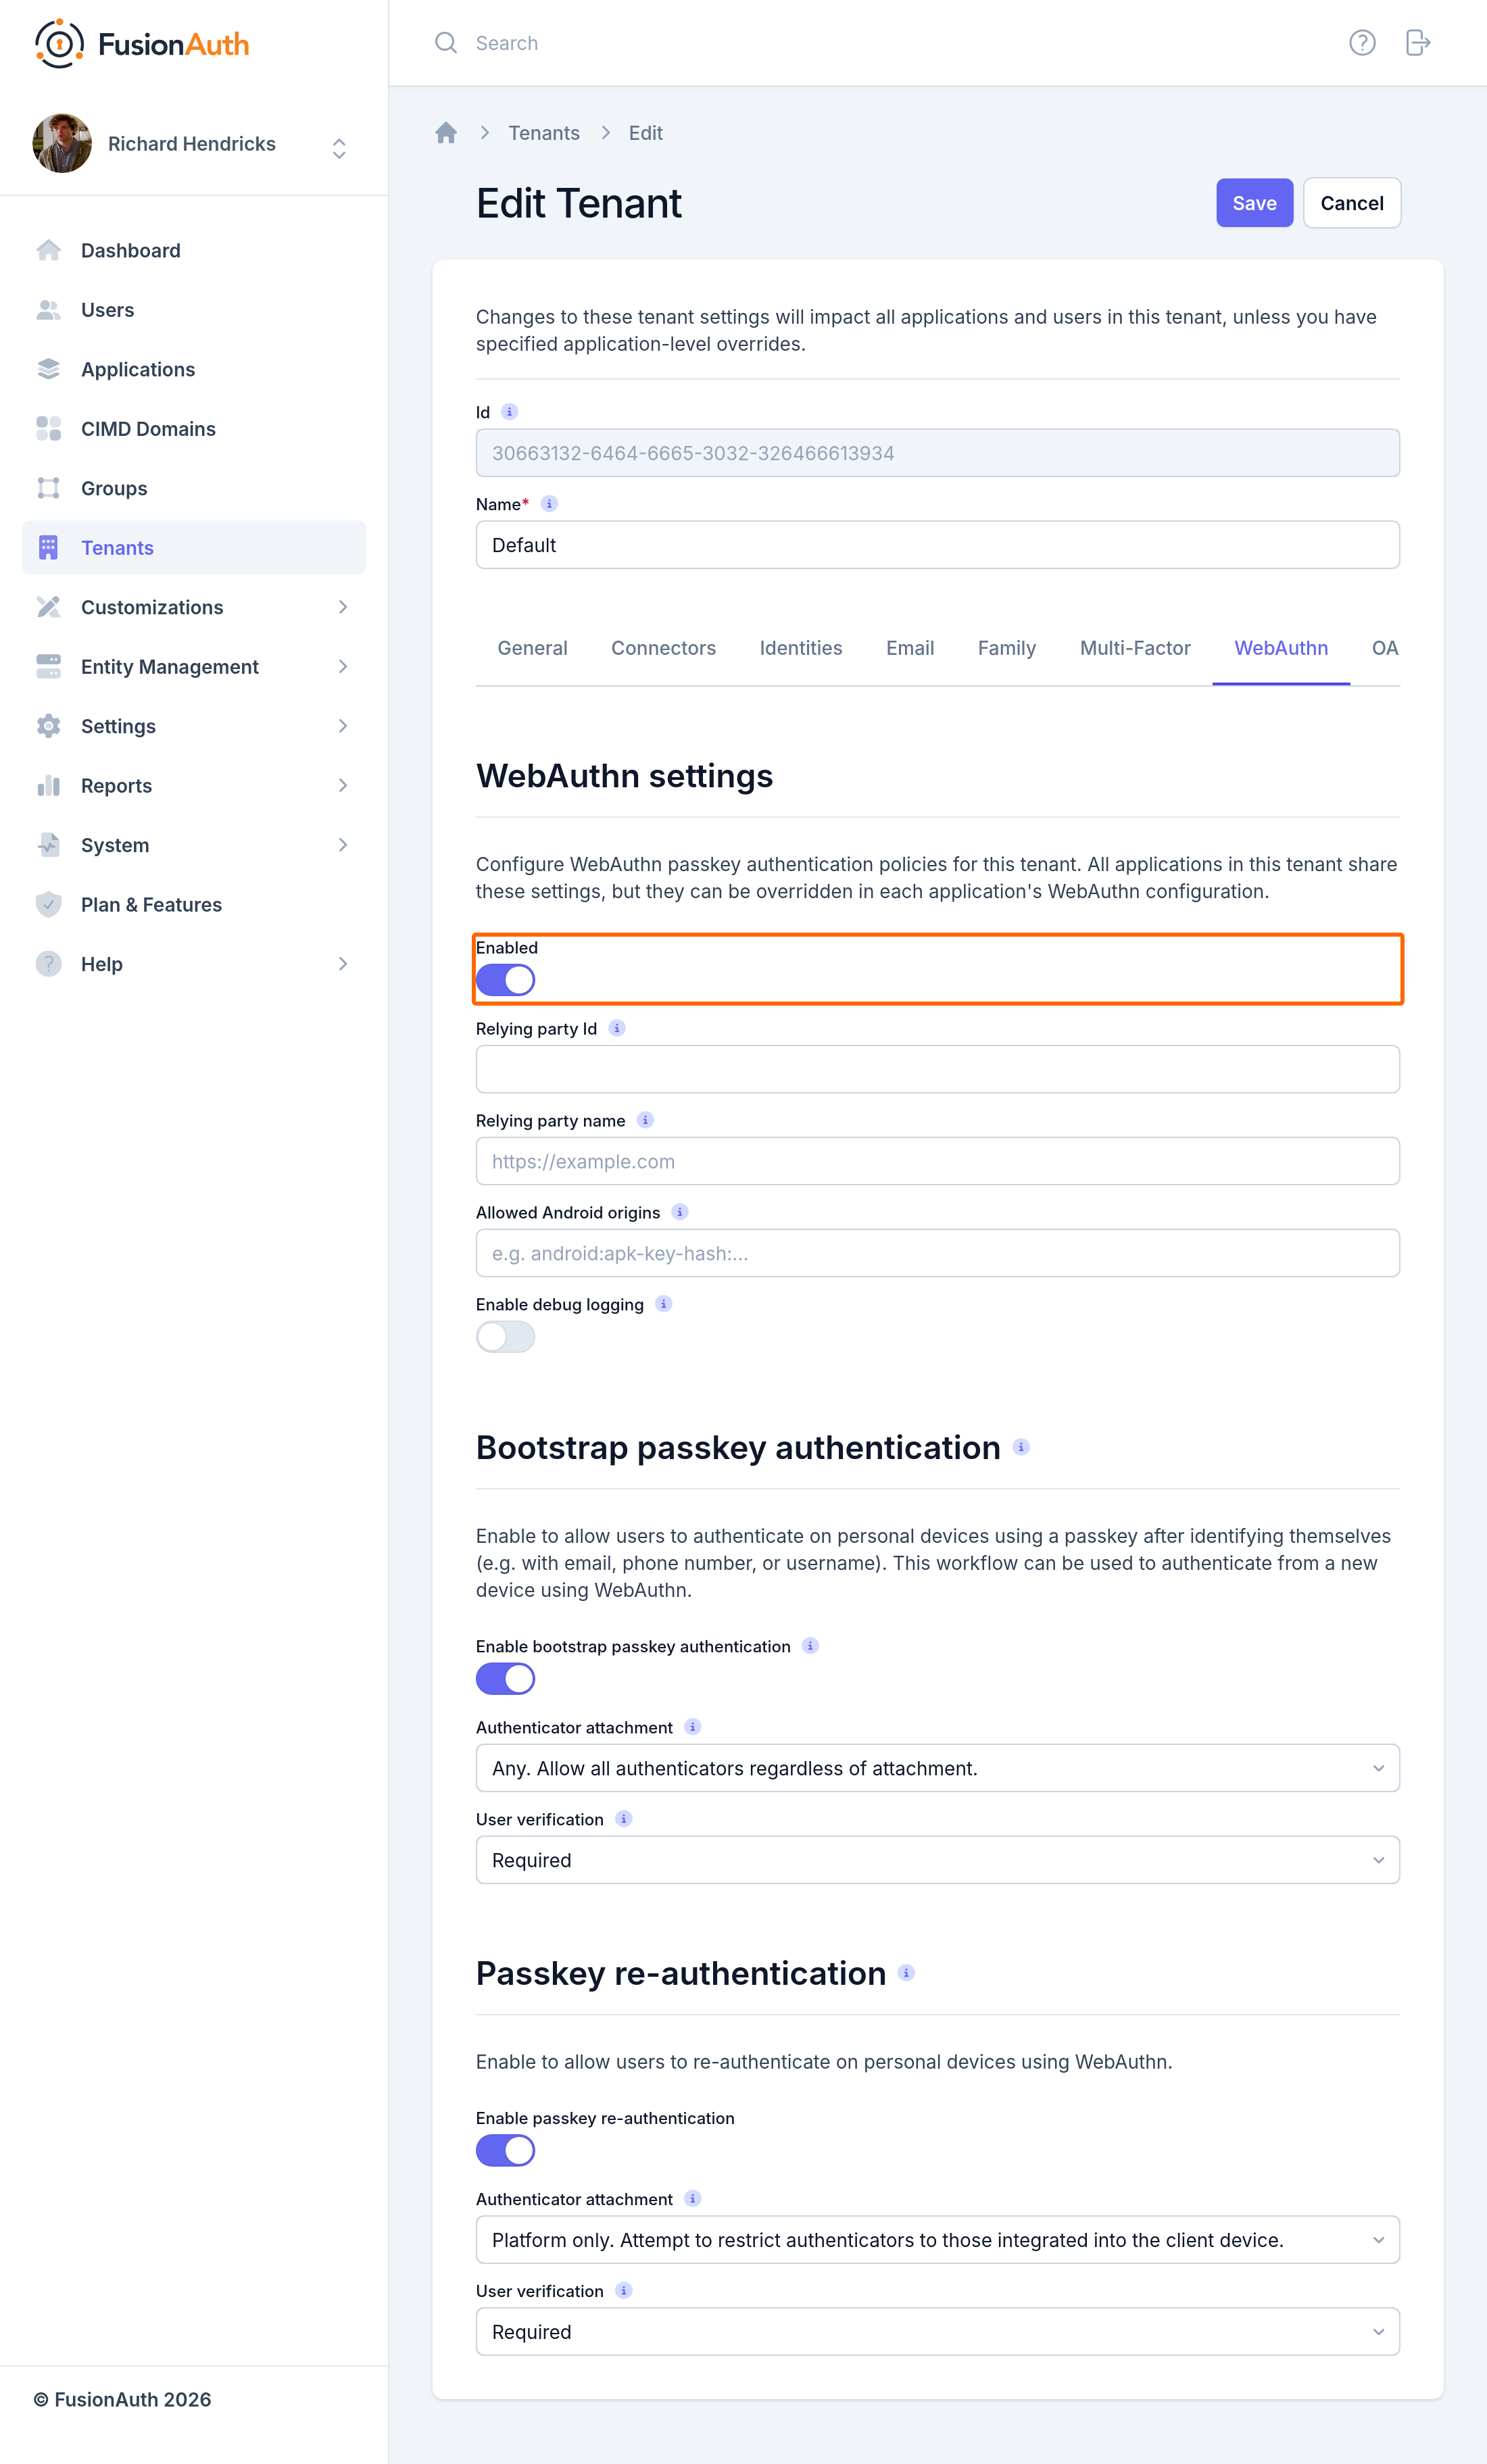 FusionAuth
Richard Hendricks
Dashboard
Users
Applications
CIMD Domains
Groups
Tenants
Customizations
Entity Management
Settings
Reports
System
Plan & Features
Help
© FusionAuth 2026
Search
Tenants
Edit
Edit Tenant
Save
Cancel
Changes to these tenant settings will impact all applications and users in this tenant, unless you have
specified application-level overrides.
Id
30663132-6464-6665-3032-326466613934
Name*
Default
General Connectors Identities Email Family Multi-Factor WebAuthn OA
WebAuthn settings
Configure WebAuthn passkey authentication policies for this tenant. All applications in this tenant share
these settings, but they can be overridden in each application's WebAuthn configuration.
Enabled
Relying party Id
Relying party name
https://example.com
Allowed Android origins
e.g. android:apk-key-hash:...
Enable debug logging
Bootstrap passkey authentication
Enable to allow users to authenticate on personal devices using a passkey after identifying themselves
(e.g. with email, phone number, or username). This workflow can be used to authenticate from a new
device using WebAuthn.
Enable bootstrap passkey authentication
Authenticator attachment
Any. Allow all authenticators regardless of attachment.
User verification
Required
Passkey re-authentication
Enable to allow users to re-authenticate on personal devices using WebAuthn.
Enable passkey re-authentication
Authenticator attachment
Platform only. Attempt to restrict authenticators to those integrated into the client device.
User verification
Required